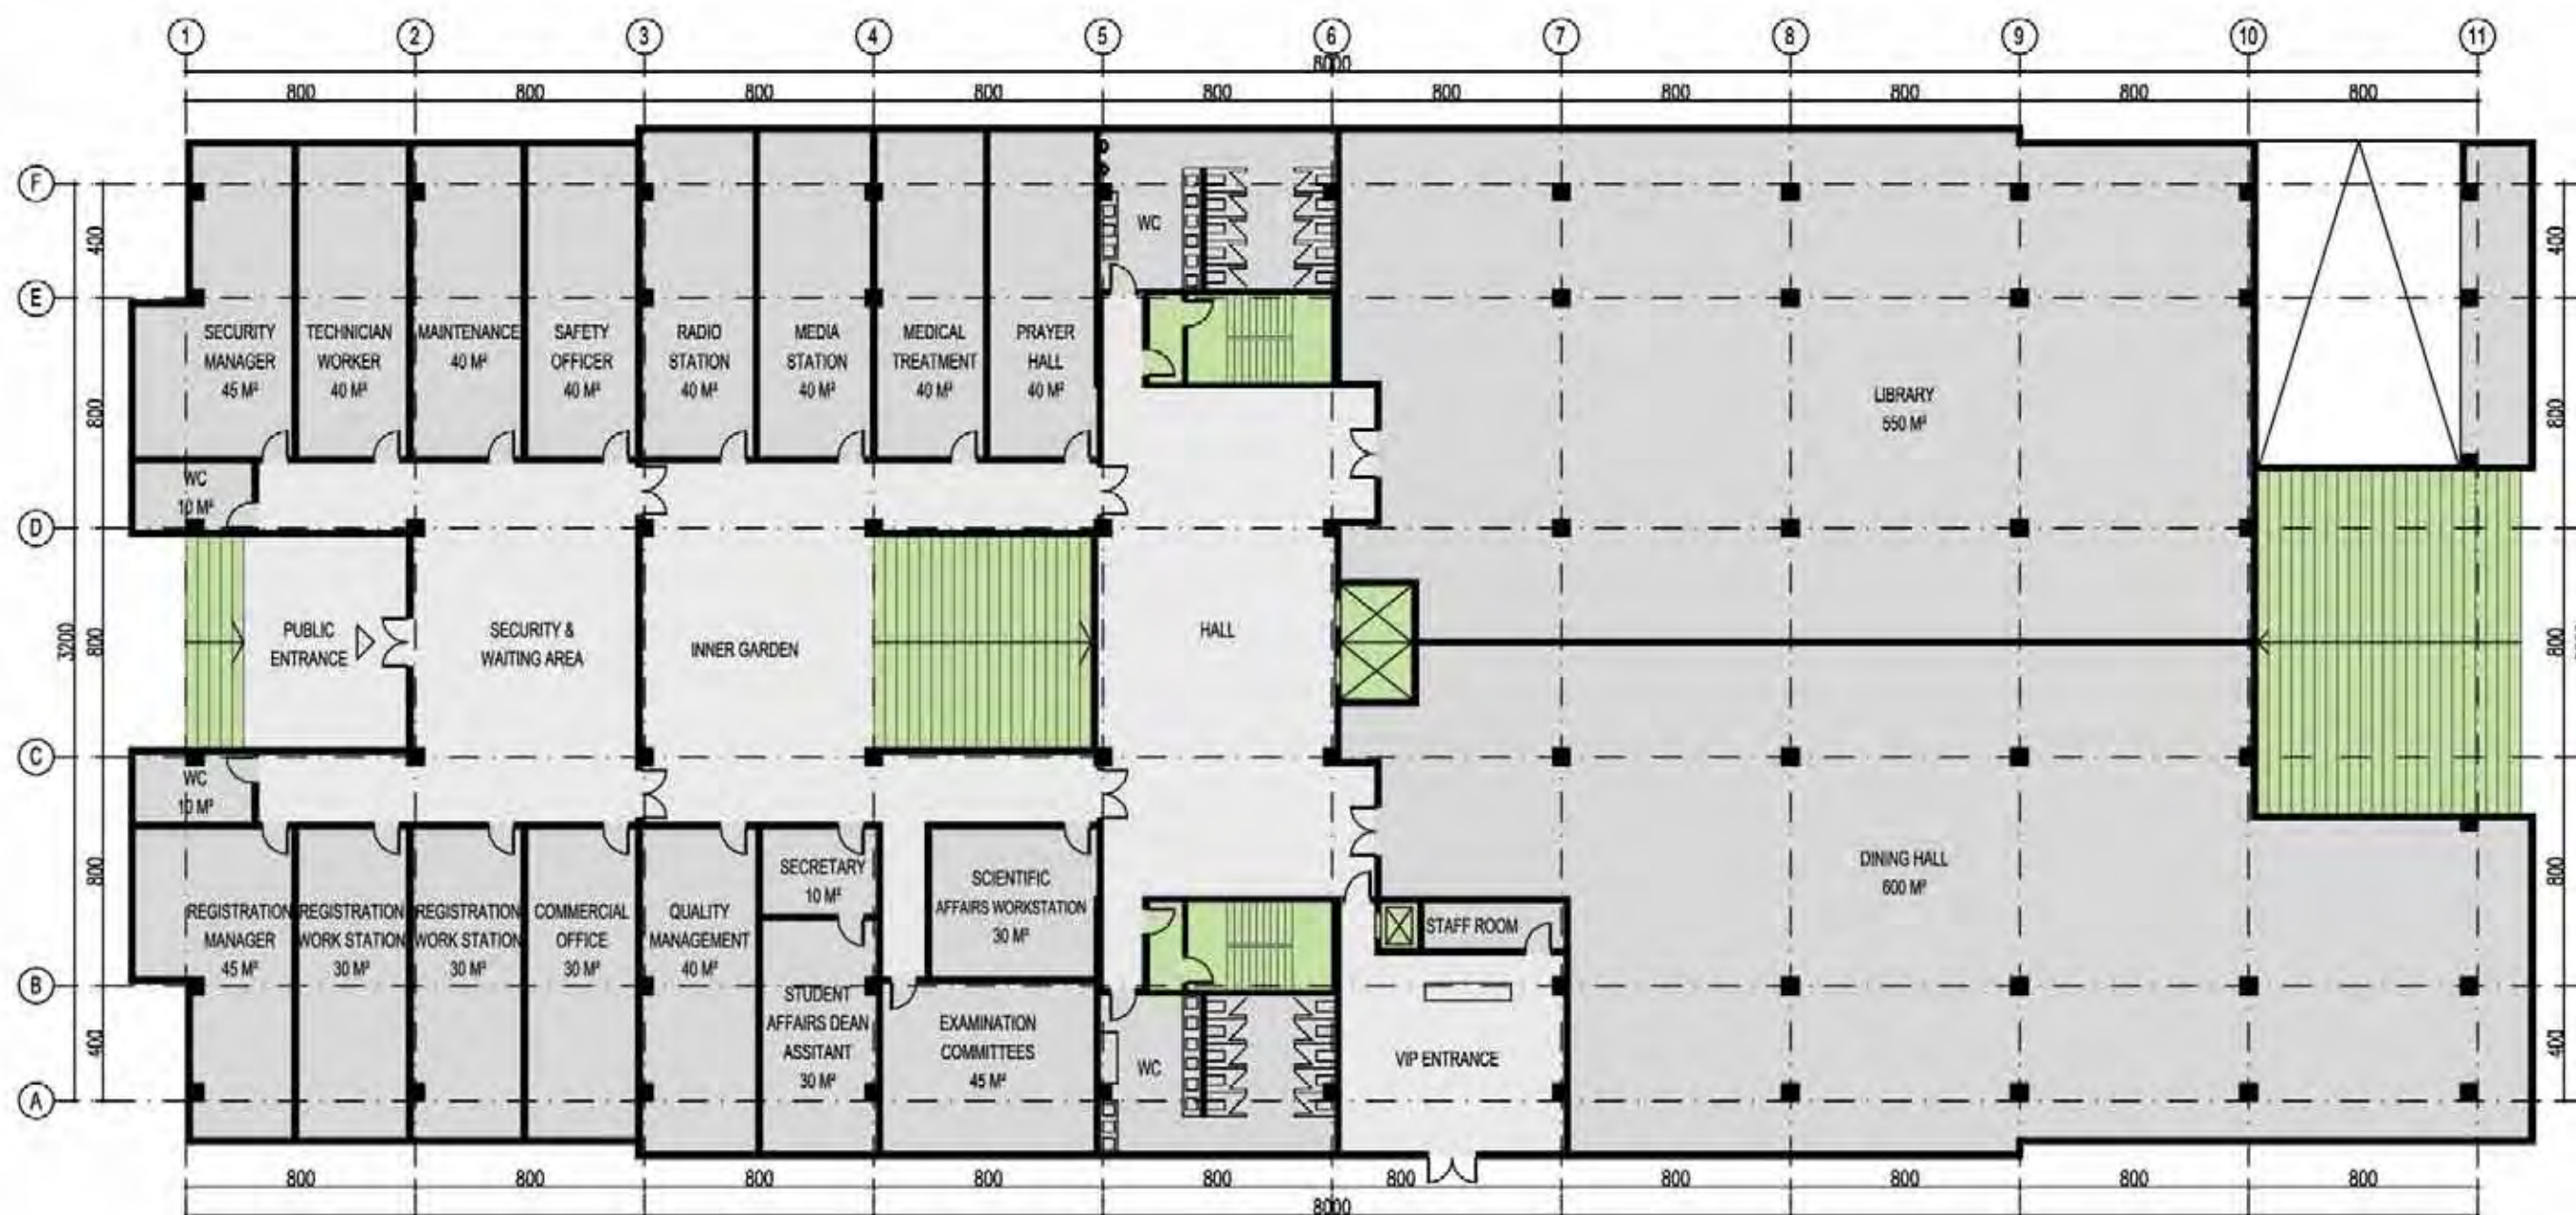 1 2 3 4 5 6 7 8 9 10 11
8000
800 800 800 800 800 800 800 800 800 800
F
E
D
C
B
A
400
800
800
3200
800
400
400
800
800
800
400
SECURITY
MANAGER
45 M²
TECHNICIAN
WORKER
40 M²
MAINTENANCE
40 M²
SAFETY
OFFICER
40 M²
RADIO
STATION
40 M²
MEDIA
STATION
40 M²
MEDICAL
TREATMENT
40 M²
PRAYER
HALL
40 M²
WC
LIBRARY
550 M²
WC
10 M²
PUBLIC
ENTRANCE
SECURITY &
WAITING AREA
INNER GARDEN
HALL
WC
10 M²
REGISTRATION
MANAGER
45 M²
REGISTRATION
WORK STATION
30 M²
REGISTRATION
WORK STATION
30 M²
COMMERCIAL
OFFICE
30 M²
QUALITY
MANAGEMENT
40 M²
SECRETARY
10 M²
STUDENT
AFFAIRS DEAN
ASSITANT
30 M²
SCIENTIFIC
AFFAIRS WORKSTATION
30 M²
EXAMINATION
COMMITTEES
45 M²
WC
STAFF ROOM
VIP ENTRANCE
DINING HALL
600 M²
800 800 800 800 800 800 800 800 800 800
8000